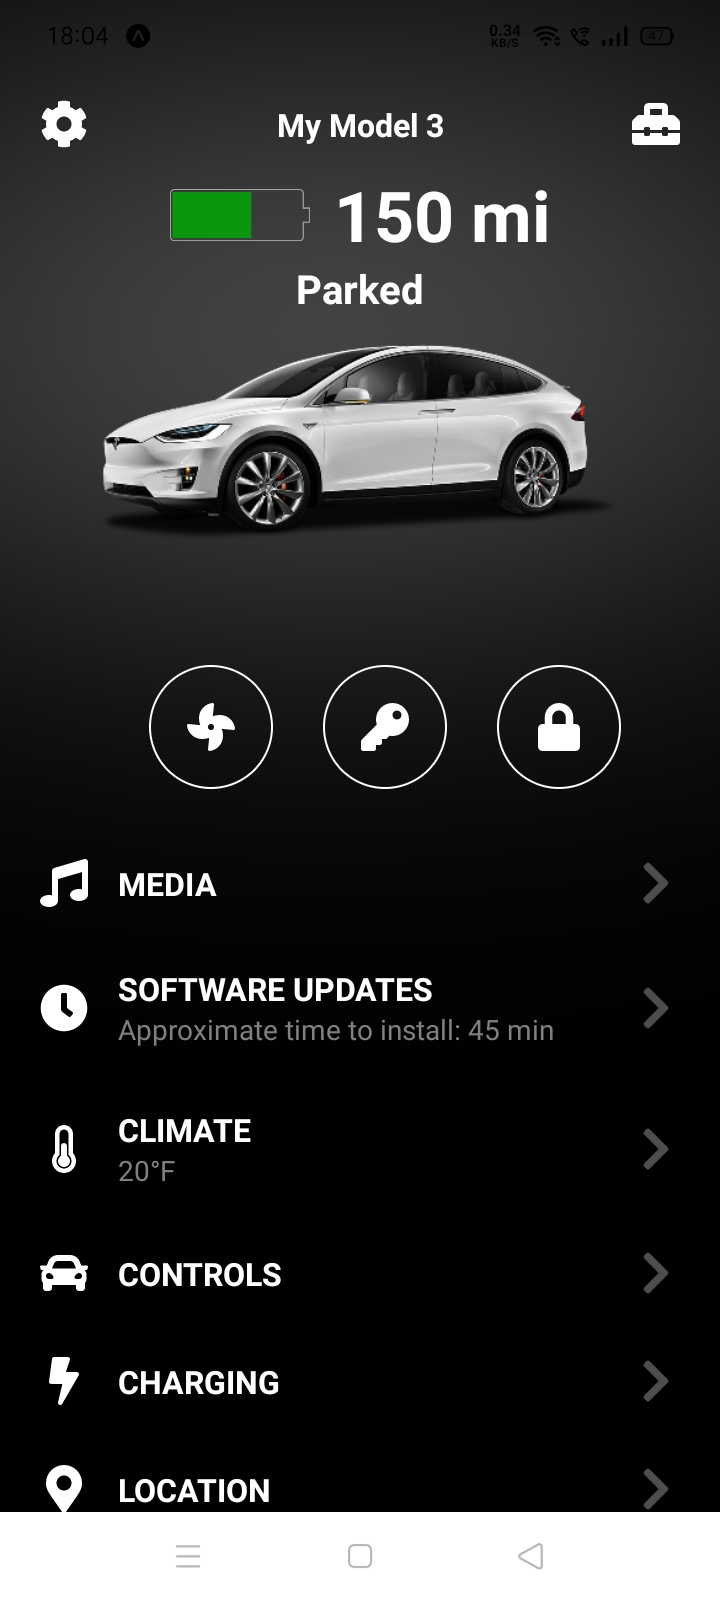 18:04
0.34
KB/S
47
My Model 3
150 mi
Parked
MEDIA
SOFTWARE UPDATES
Approximate time to install: 45 min
CLIMATE
20°F
CONTROLS
CHARGING
LOCATION